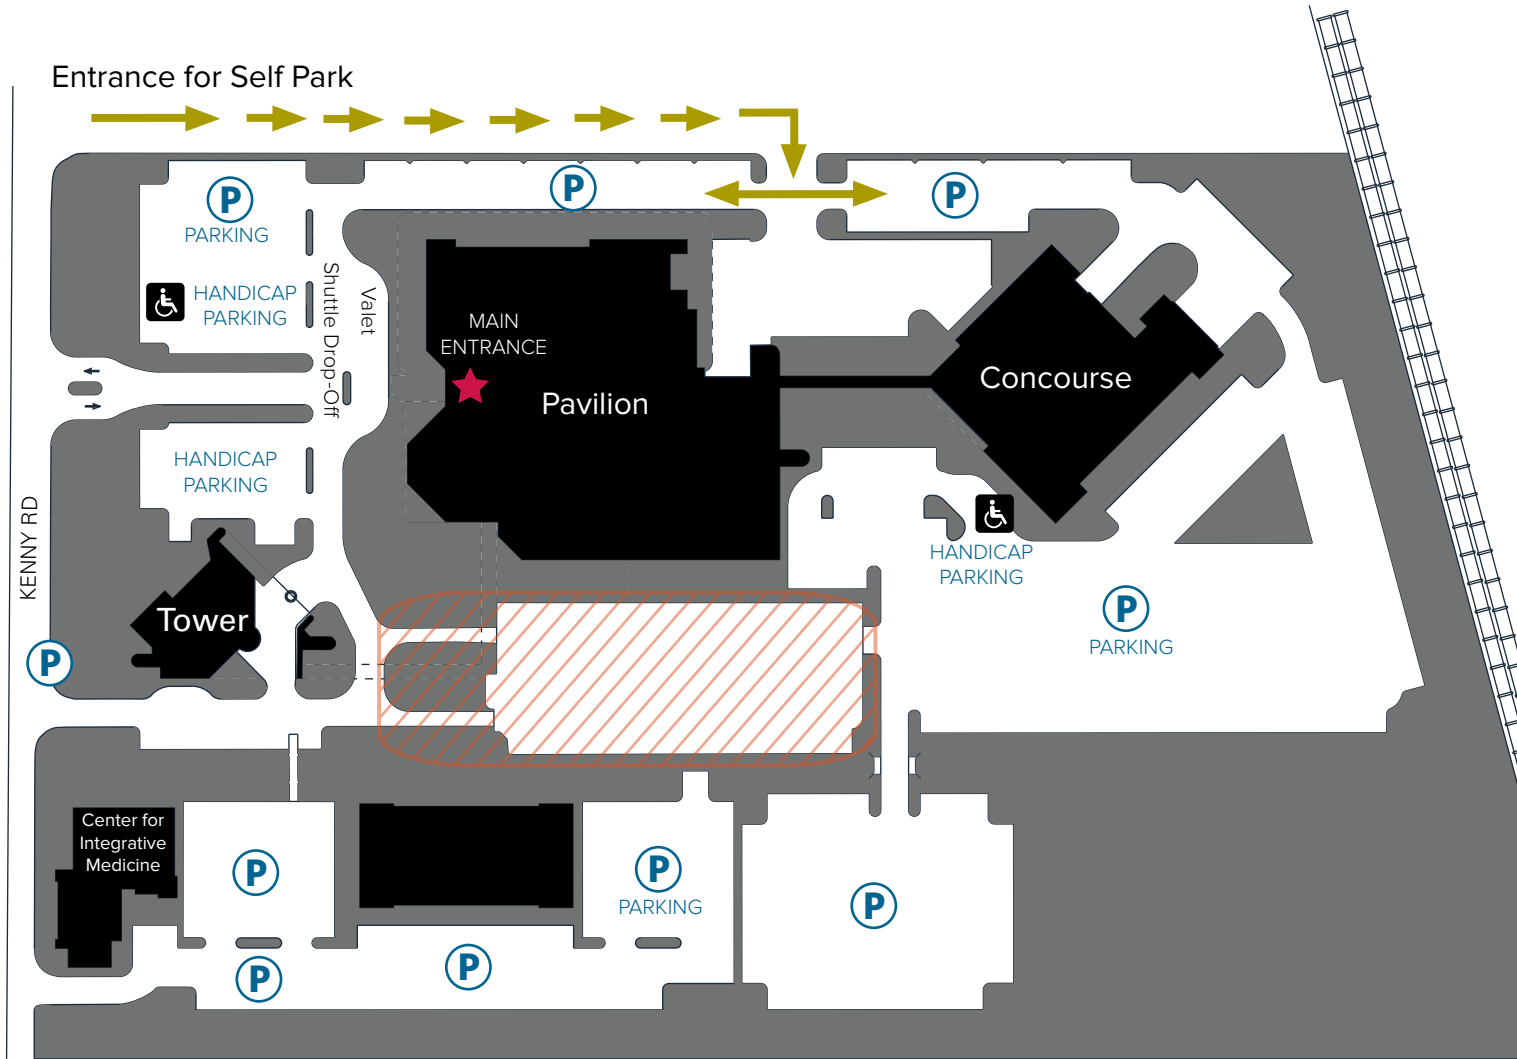 Entrance for Self Park
P
P
P
PARKING
HANDICAP
PARKING
Shuttle Drop-Off
Valet
MAIN
ENTRANCE
Pavilion
Concourse
HANDICAP
PARKING
KENNY RD
HANDICAP
PARKING
P
PARKING
Tower
P
Center for
Integrative
Medicine
P
P
PARKING
P
P
P